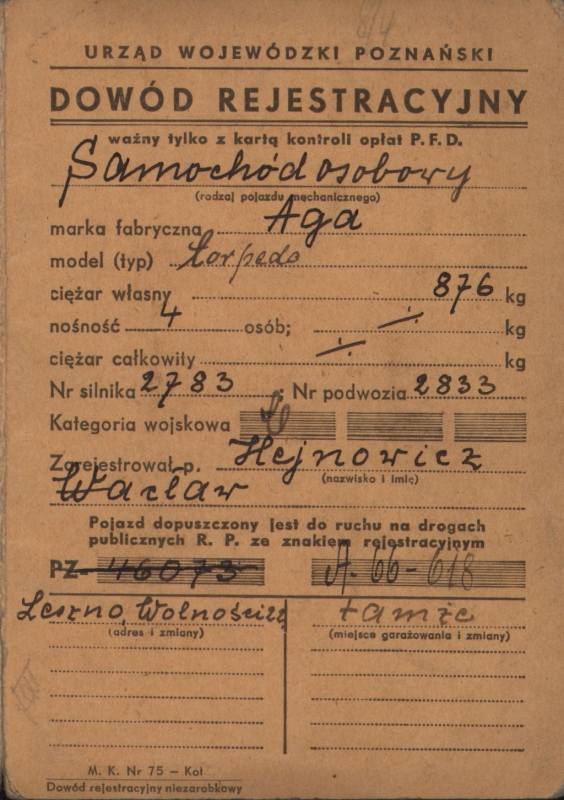 URZĄD WOJEWÓDZKI POZNAŃSKI
DOWÓD REJESTRACYJNY
ważny tylko z kartą kontroli opłat P.F.D.
Samochód osobowy
(rodzaj pojazdu mechanicznego)
marka fabryczna Aga
model (typ) torpedo
ciężar własny 876 kg
nośność 4 osób; ÷ kg
ciężar całkowity ÷ kg
Nr silnika 2783; Nr podwozia 2833
Kategoria wojskowa
Zarejestrował p. Hejnowicz
(nazwisko i imię)
Wacław
Pojazd dopuszczony jest do ruchu na drogach
publicznych R. P. ze znakiem rejestracyjnym
PZ- 46073 A-66-618
Leszno, Wolności 22 tamże
(adres i zmiany) (miejsce garażowania i zmiany)
M. K. Nr 75 – Kol
Dowód rejestracyjny niezarobkowy